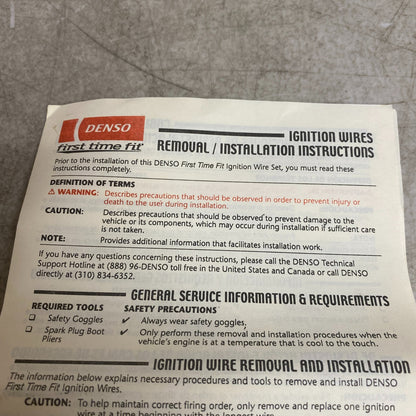 DENSO
first time fit
IGNITION WIRES
REMOVAL / INSTALLATION INSTRUCTIONS
Prior to the installation of this DENSO First Time Fit Ignition Wire Set, you must read these
instructions completely.
DEFINITION OF TERMS
⚠ WARNING: Describes precautions that should be observed in order to prevent injury or
death to the user during installation.
CAUTION: Describes precautions that should be observed to prevent damage to the
vehicle or its components, which may occur during installation if sufficient care
is not taken.
NOTE: Provides additional information that facilitates installation work.
If you have any questions concerning these instructions, please call the DENSO Technical
Support Hotline at (888) 96-DENSO toll free in the United States and Canada or call DENSO
directly at (310) 834-6352.
GENERAL SERVICE INFORMATION & REQUIREMENTS
REQUIRED TOOLS SAFETY PRECAUTIONS
❏ Safety Goggles ✔ Always wear safety goggles.
❏ Spark Plug Boot ✔ Only perform these removal and installation procedures when the
Pliers vehicle's engine is at a temperature that is cool to the touch.
IGNITION WIRE REMOVAL AND INSTALLATION
The information below explains necessary procedures and tools to remove and install DENSO
First Time Fit Ignition Wires.
CAUTION: To help maintain correct firing order, only remove and replace one ignition
wire at a time beginning with the longest wire.